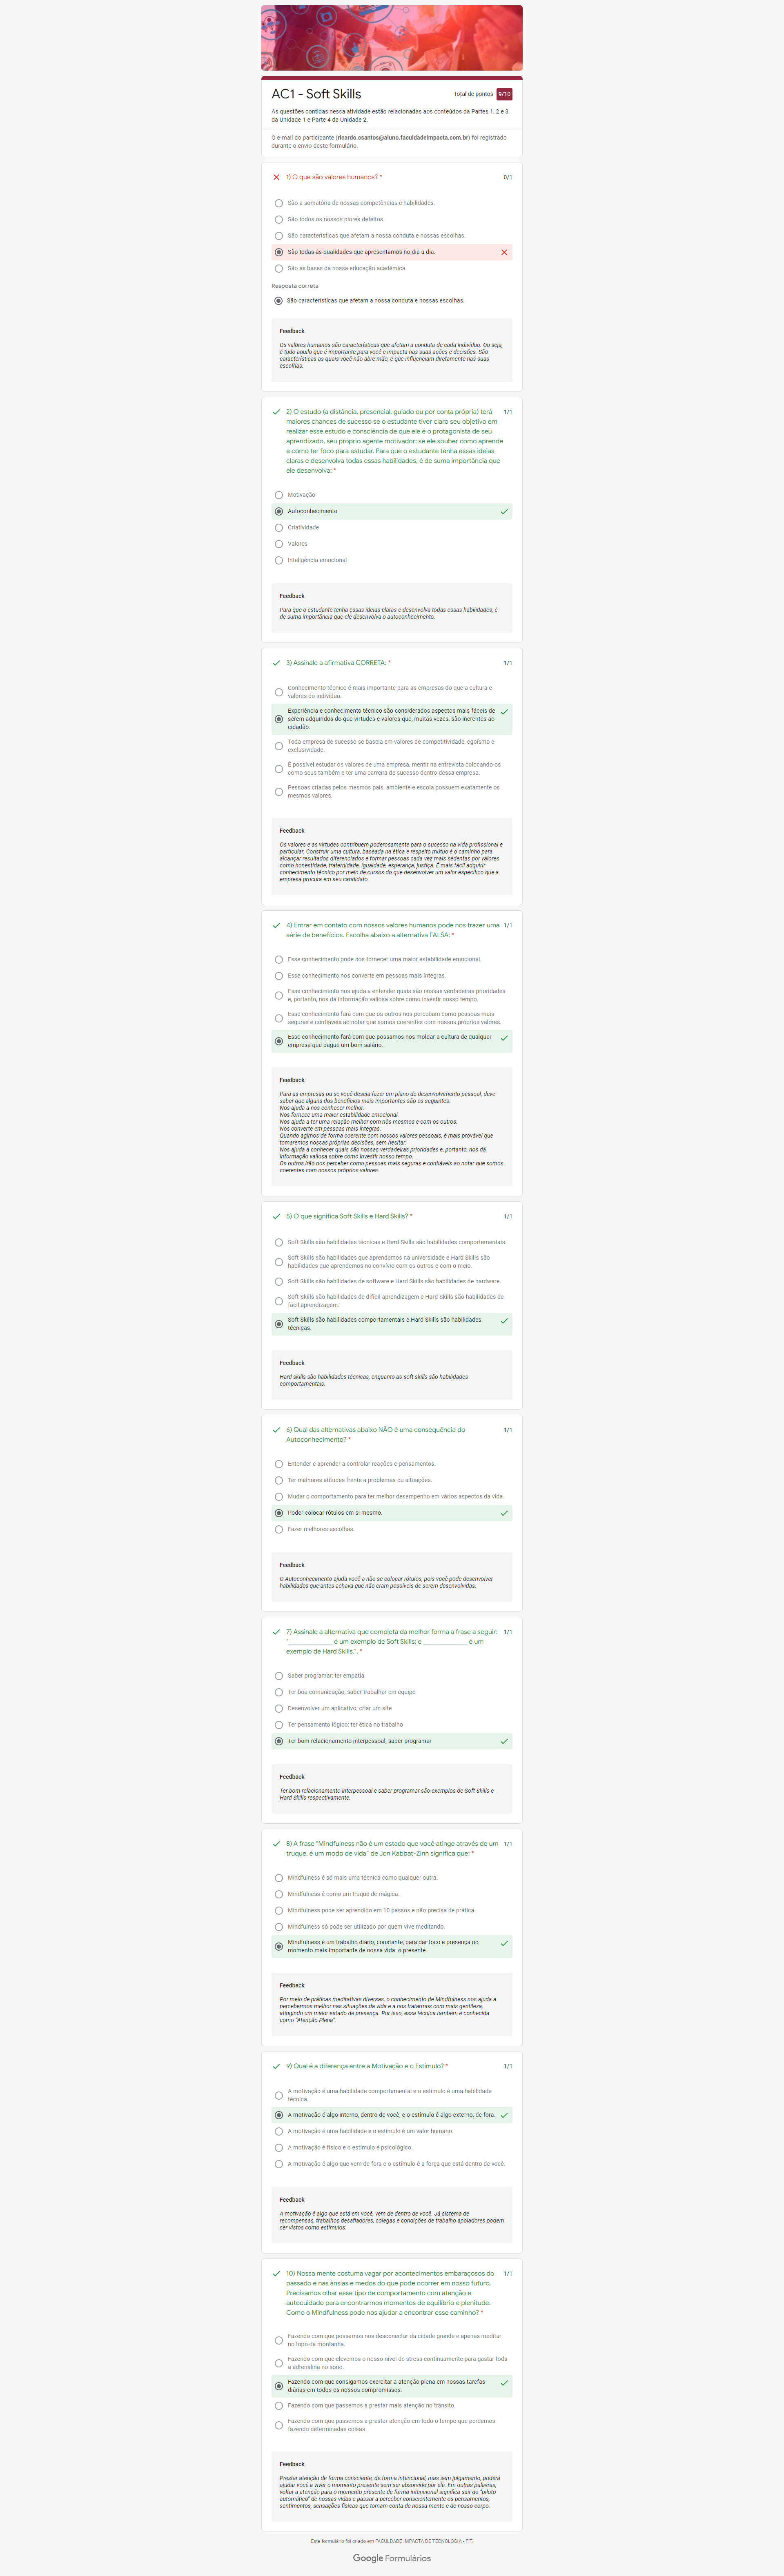 AC1 - Soft Skills
Total de pontos 9/10
As questões contidas nessa atividade estão relacionadas aos conteúdos da Partes 1, 2 e 3
da Unidade 1 e Parte 4 da Unidade 2.
O e-mail do participante (ricardo.csantos@aluno.faculdadeimpacta.com.br) foi registrado
durante o envio deste formulário.
1) O que são valores humanos? *
0/1
São a somatória de nossas competências e habilidades.
São todos os nossos piores defeitos.
São características que afetam a nossa conduta e nossas escolhas.
São todas as qualidades que apresentamos no dia a dia.
São as bases da nossa educação acadêmica.
Resposta correta
São características que afetam a nossa conduta e nossas escolhas.
Feedback
Os valores humanos são características que afetam a conduta de cada indivíduo. Ou seja,
é tudo aquilo que é importante para você e impacta nas suas ações e decisões. São
características as quais você não abre mão, e que influenciam diretamente nas suas
escolhas.
2) O estudo (a distância, presencial, guiado ou por conta própria) terá
1/1
maiores chances de sucesso se o estudante tiver claro seu objetivo em
realizar esse estudo e consciência de que ele é o protagonista de seu
aprendizado, seu próprio agente motivador; se ele souber como aprende
e como ter foco para estudar. Para que o estudante tenha essas ideias
claras e desenvolva todas essas habilidades, é de suma importância que
ele desenvolva: *
Motivação
Autoconhecimento
Criatividade
Valores
Inteligência emocional
Feedback
Para que o estudante tenha essas ideias claras e desenvolva todas essas habilidades, é
de suma importância que ele desenvolva o autoconhecimento.
3) Assinale a afirmativa CORRETA: *
1/1
Conhecimento técnico é mais importante para as empresas do que a cultura e
valores do indivíduo.
Experiência e conhecimento técnico são considerados aspectos mais fáceis de
serem adquiridos do que virtudes e valores que, muitas vezes, são inerentes ao
cidadão.
Toda empresa de sucesso se baseia em valores de competitividade, egoísmo e
exclusividade.
É possível estudar os valores de uma empresa, mentir na entrevista colocando-os
como seus também e ter uma carreira de sucesso dentro dessa empresa.
Pessoas criadas pelos mesmos pais, ambiente e escola possuem exatamente os
mesmos valores.
Feedback
Os valores e as virtudes contribuem poderosamente para o sucesso na vida profissional e
particular. Construir uma cultura, baseada na ética e respeito mútuo é o caminho para
alcançar resultados diferenciados e formar pessoas cada vez mais sedentas por valores
como honestidade, fraternidade, igualdade, esperança, justiça. É mais fácil adquirir
conhecimento técnico por meio de cursos do que desenvolver um valor específico que a
empresa procura em seu candidato.
4) Entrar em contato com nossos valores humanos pode nos trazer uma
1/1
série de benefícios. Escolha abaixo a alternativa FALSA: *
Esse conhecimento pode nos fornecer uma maior estabilidade emocional.
Esse conhecimento nos converte em pessoas mais íntegras.
Esse conhecimento nos ajuda a entender quais são nossas verdadeiras prioridades
e, portanto, nos dá informação valiosa sobre como investir nosso tempo.
Esse conhecimento fará com que os outros nos percebam como pessoas mais
seguras e confiáveis ao notar que somos coerentes com nossos próprios valores.
Esse conhecimento fará com que possamos nos moldar a cultura de qualquer
empresa que pague um bom salário.
Feedback
Para as empresas ou se você deseja fazer um plano de desenvolvimento pessoal, deve
saber que alguns dos benefícios mais importantes são os seguintes:
Nos ajuda a nos conhecer melhor.
Nos fornece uma maior estabilidade emocional.
Nos ajuda a ter uma relação melhor com nós mesmos e com os outros.
Nos converte em pessoas mais íntegras.
Quando agimos de forma coerente com nossos valores pessoais, é mais provável que
tomaremos nossas próprias decisões, sem hesitar.
Nos ajuda a conhecer quais são nossas verdadeiras prioridades e, portanto, nos dá
informação valiosa sobre como investir nosso tempo.
Os outros irão nos perceber como pessoas mais seguras e confiáveis ao notar que somos
coerentes com nossos próprios valores.
5) O que significa Soft Skills e Hard Skills? *
1/1
Soft Skills são habilidades técnicas e Hard Skills são habilidades comportamentais.
Soft Skills são habilidades que aprendemos na universidade e Hard Skills são
habilidades que aprendemos no convívio com os outros e com o meio.
Soft Skills são habilidades de software e Hard Skills são habilidades de hardware.
Soft Skills são habilidades de difícil aprendizagem e Hard Skills são habilidades de
fácil aprendizagem.
Soft Skills são habilidades comportamentais e Hard Skills são habilidades
técnicas.
Feedback
Hard skills são habilidades técnicas, enquanto as soft skills são habilidades
comportamentais.
6) Qual das alternativas abaixo NÃO é uma consequência do
1/1
Autoconhecimento? *
Entender e aprender a controlar reações e pensamentos.
Ter melhores atitudes frente a problemas ou situações.
Mudar o comportamento para ter melhor desempenho em vários aspectos da vida.
Poder colocar rótulos em si mesmo.
Fazer melhores escolhas.
Feedback
O Autoconhecimento ajuda você a não se colocar rótulos, pois você pode desenvolver
habilidades que antes achava que não eram possíveis de serem desenvolvidas.
7) Assinale a alternativa que completa da melhor forma a frase a seguir:
1/1
"______________ é um exemplo de Soft Skills; e ______________ é um
exemplo de Hard Skills.". *
Saber programar; ter empatia
Ter boa comunicação; saber trabalhar em equipe
Desenvolver um aplicativo; criar um site
Ter pensamento lógico; ter ética no trabalho
Ter bom relacionamento interpessoal; saber programar
Feedback
Ter bom relacionamento interpessoal e saber programar são exemplos de Soft Skills e
Hard Skills respectivamente.
8) A frase "Mindfulness não é um estado que você atinge através de um
1/1
truque, é um modo de vida" de Jon Kabbat-Zinn significa que: *
Mindfulness é só mais uma técnica como qualquer outra.
Mindfulness é como um truque de mágica.
Mindfulness pode ser aprendido em 10 passos e não precisa de prática.
Mindfulness só pode ser utilizado por quem vive meditando.
Mindfulness é um trabalho diário, constante, para dar foco e presença no
momento mais importante de nossa vida: o presente.
Feedback
Por meio de práticas meditativas diversas, o conhecimento de Mindfulness nos ajuda a
percebermos melhor nas situações da vida e a nos tratarmos com mais gentileza,
atingindo um maior estado de presença. Por isso, essa técnica também é conhecida
como "Atenção Plena".
9) Qual é a diferença entre a Motivação e o Estímulo? *
1/1
A motivação é uma habilidade comportamental e o estímulo é uma habilidade
técnica.
A motivação é algo interno, dentro de você; e o estímulo é algo externo, de fora.
A motivação é uma habilidade e o estímulo é um valor humano.
A motivação é físico e o estímulo é psicológico.
A motivação é algo que vem de fora e o estímulo é a força que está dentro de você.
Feedback
A motivação é algo que está em você, vem de dentro de você. Já sistema de
recompensas, trabalhos desafiadores, colegas e condições de trabalho apoiadores podem
ser vistos como estímulos.
10) Nossa mente costuma vagar por acontecimentos embaraçosos do
1/1
passado e nas ânsias e medos do que pode ocorrer em nosso futuro.
Precisamos olhar esse tipo de comportamento com atenção e
autocuidado para encontrarmos momentos de equilíbrio e plenitude.
Como o Mindfulness pode nos ajudar a encontrar esse caminho? *
Fazendo com que possamos nos desconectar da cidade grande e apenas meditar
no topo da montanha.
Fazendo com que elevemos o nosso nível de stress continuamente para gastar toda
a adrenalina no sono.
Fazendo com que consigamos exercitar a atenção plena em nossas tarefas
diárias em todos os nossos compromissos.
Fazendo com que passemos a prestar mais atenção no trânsito.
Fazendo com que passemos a prestar atenção em todo o tempo que perdemos
fazendo determinadas coisas.
Feedback
Prestar atenção de forma consciente, de forma intencional, mas sem julgamento, poderá
ajudar você a viver o momento presente sem ser absorvido por ele. Em outras palavras,
voltar a atenção para o momento presente de forma intencional significa sair do "piloto
automático" de nossas vidas e passar a perceber conscientemente os pensamentos,
sentimentos, sensações físicas que tomam conta de nossa mente e de nosso corpo.
Este formulário foi criado em FACULDADE IMPACTA DE TECNOLOGIA - FIT.
Google Formulários